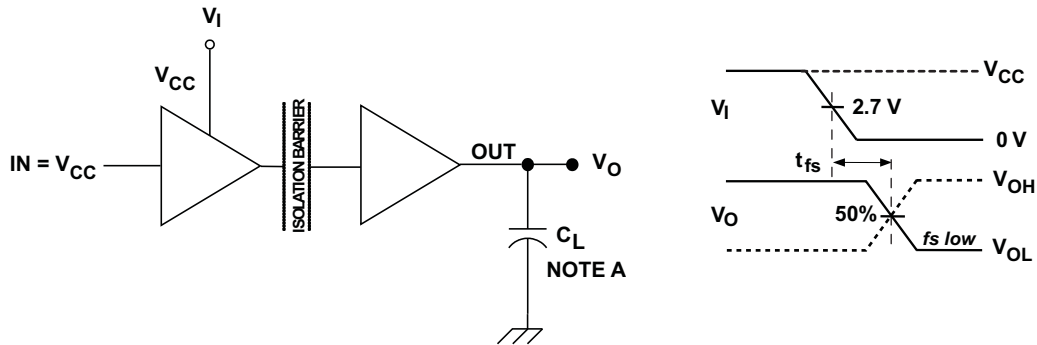 VI
VCC
IN = VCC
ISOLATION BARRIER
OUT
VO
CL
NOTE A
VCC
VI
2.7 V
0 V
tfs
VOH
VO
50%
fs low
VOL